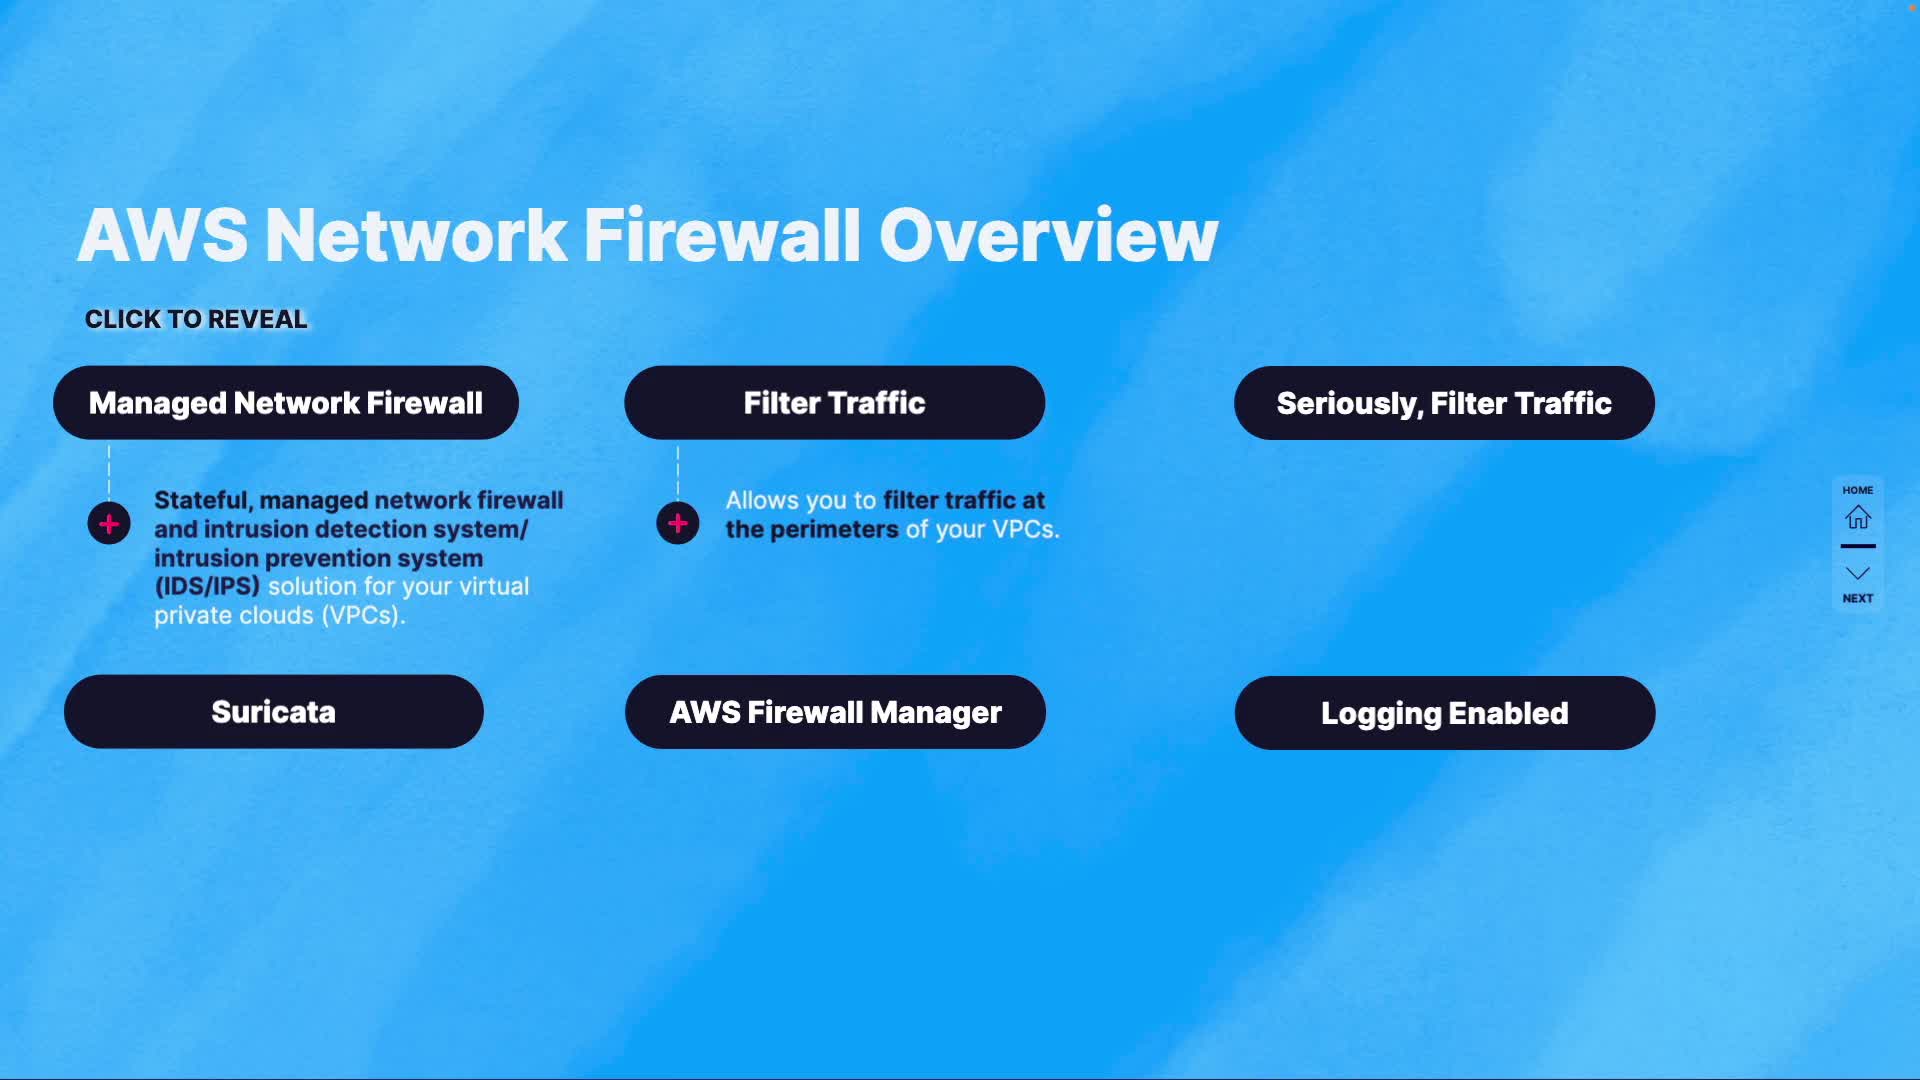 AWS Network Firewall Overview
CLICK TO REVEAL
Managed Network Firewall
Stateful, managed network firewall
and intrusion detection system/
intrusion prevention system
(IDS/IPS) solution for your virtual
private clouds (VPCs).
Filter Traffic
Allows you to filter traffic at
the perimeters of your VPCs.
Seriously, Filter Traffic
Suricata
AWS Firewall Manager
Logging Enabled
HOME
NEXT